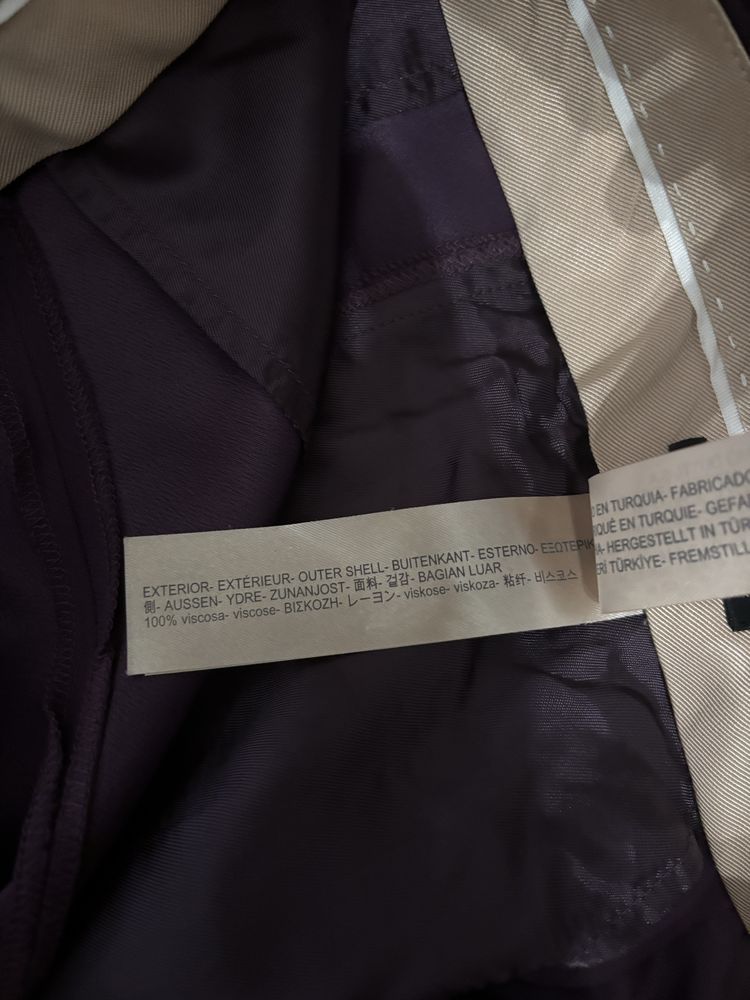 EXTERIOR- EXTÉRIEUR- OUTER SHELL- BUITENKANT- ESTERNO- ΕΞΩΤΕΡΙΚ
側- AUSSEN- YDRE- ZUNANJOST- 面料- 겉감- BAGIAN LUAR
100% viscosa- viscose- ΒΙΣΚΟΖΗ- レーヨン- viskose- viskoza- 粘纤- 비스코스
EN TURQUIA- FABRICADO
EN TURQUIE- GEFA
HERGESTELLT IN TÜR
TÜRKİYE- FREMSTILL